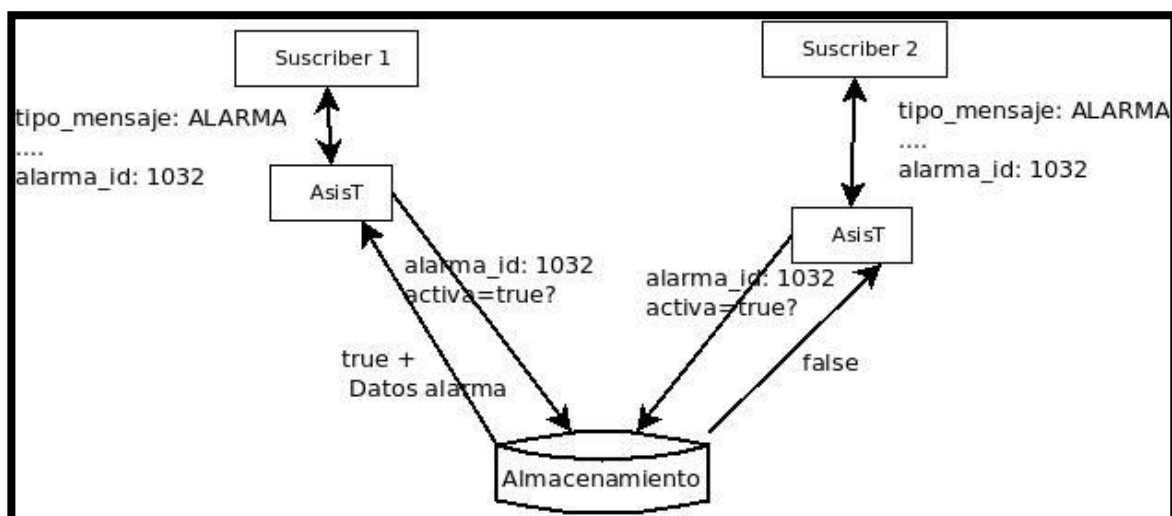 Suscriber 1
Suscriber 2
tipo_mensaje: ALARMA
....
alarma_id: 1032
tipo_mensaje: ALARMA
....
alarma_id: 1032
AsisT
AsisT
alarma_id: 1032
activa=true?
alarma_id: 1032
activa=true?
true +
Datos alarma
false
Almacenamiento